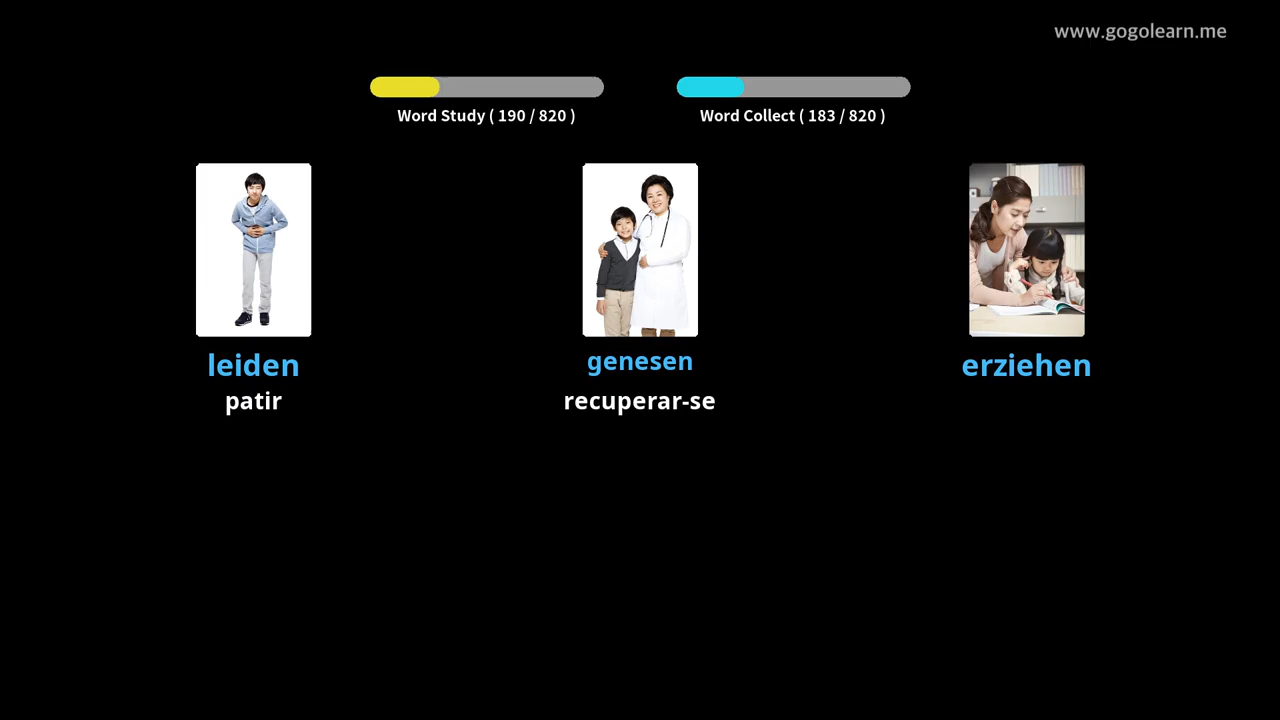 www.gogolearn.me
Word Study ( 190 / 820 )
Word Collect ( 183 / 820 )
leiden
patir
genesen
recuperar-se
erziehen